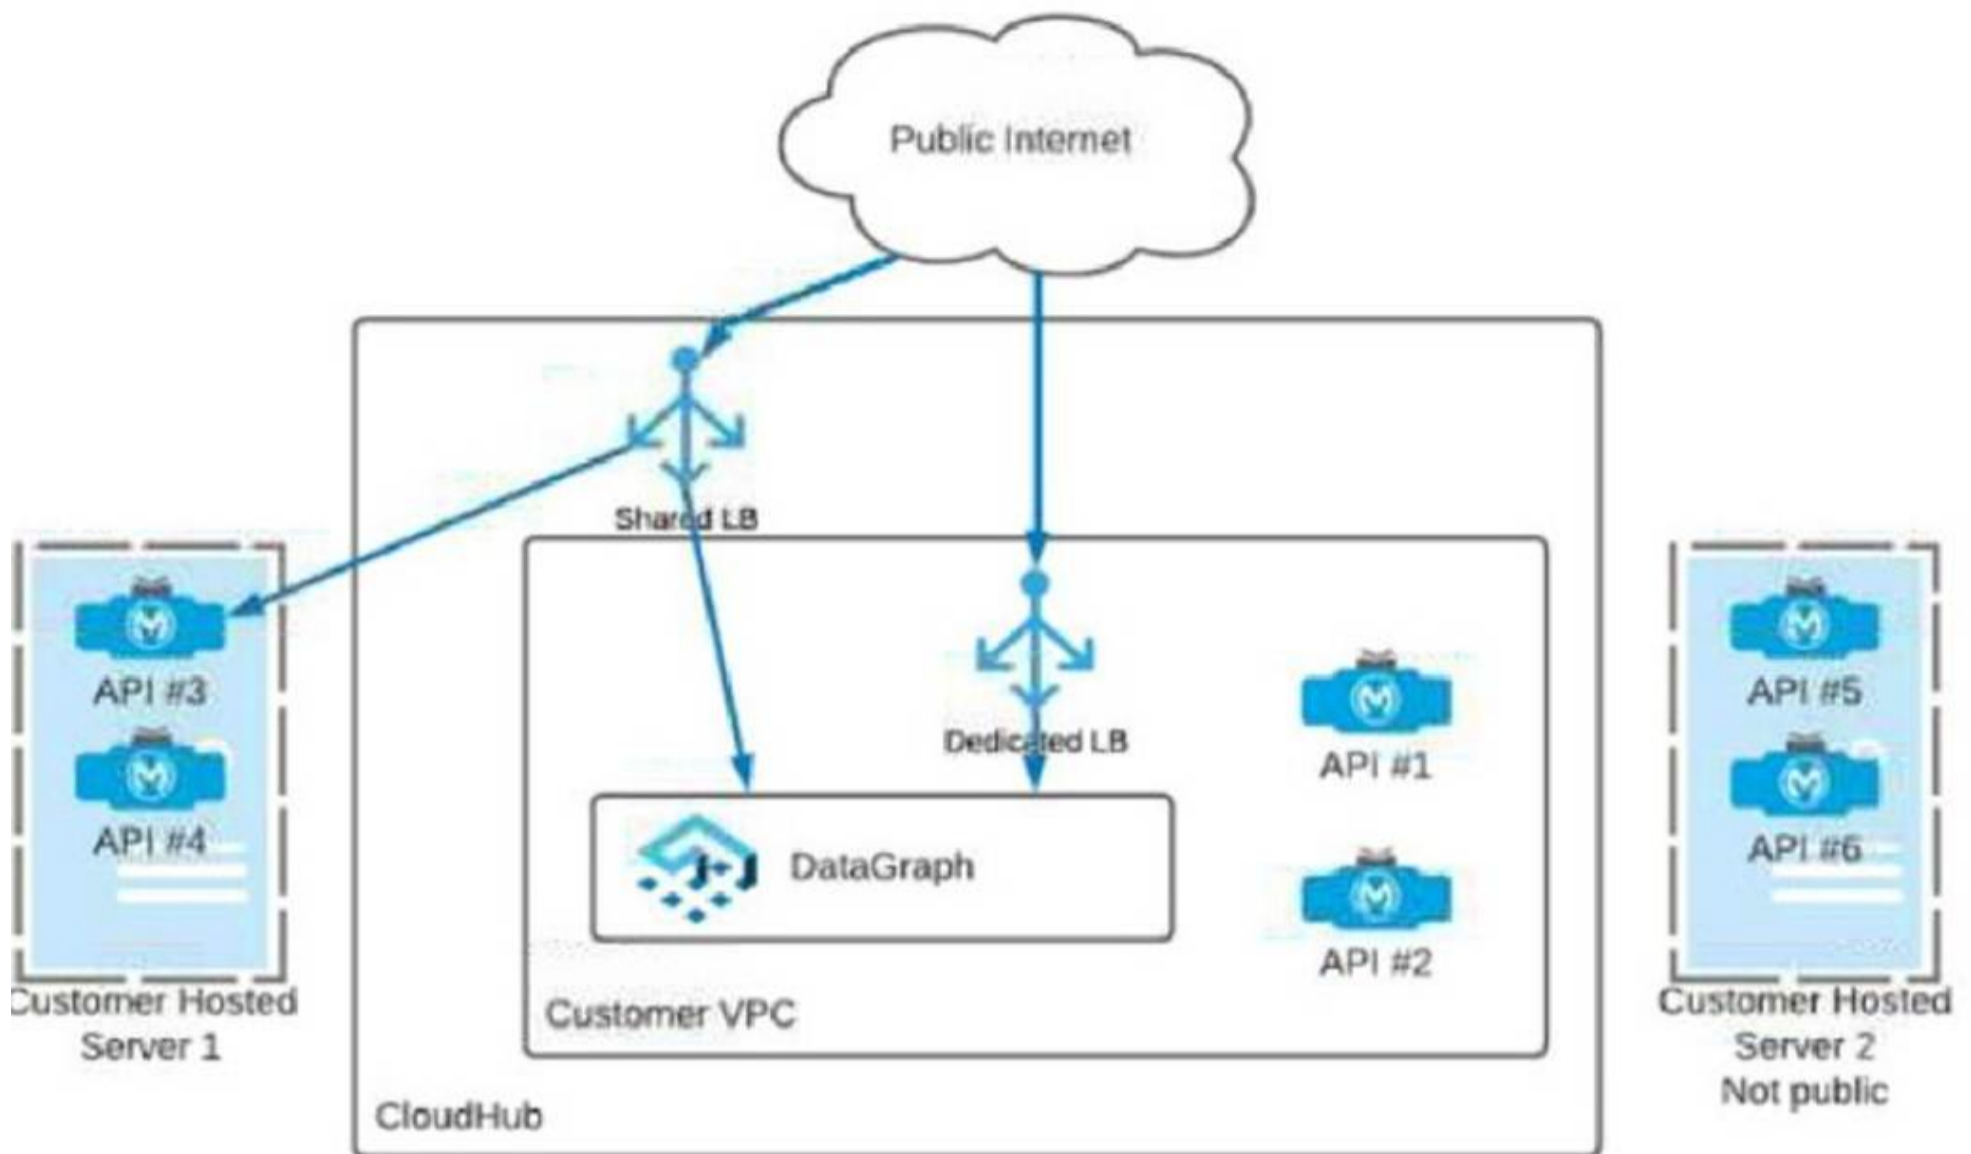 Public Internet
Shared LB
API #3
API #4
Customer Hosted
Server 1
Dedicated LB
API #1
API #2
DataGraph
Customer VPC
CloudHub
API #5
API #6
Customer Hosted
Server 2
Not public